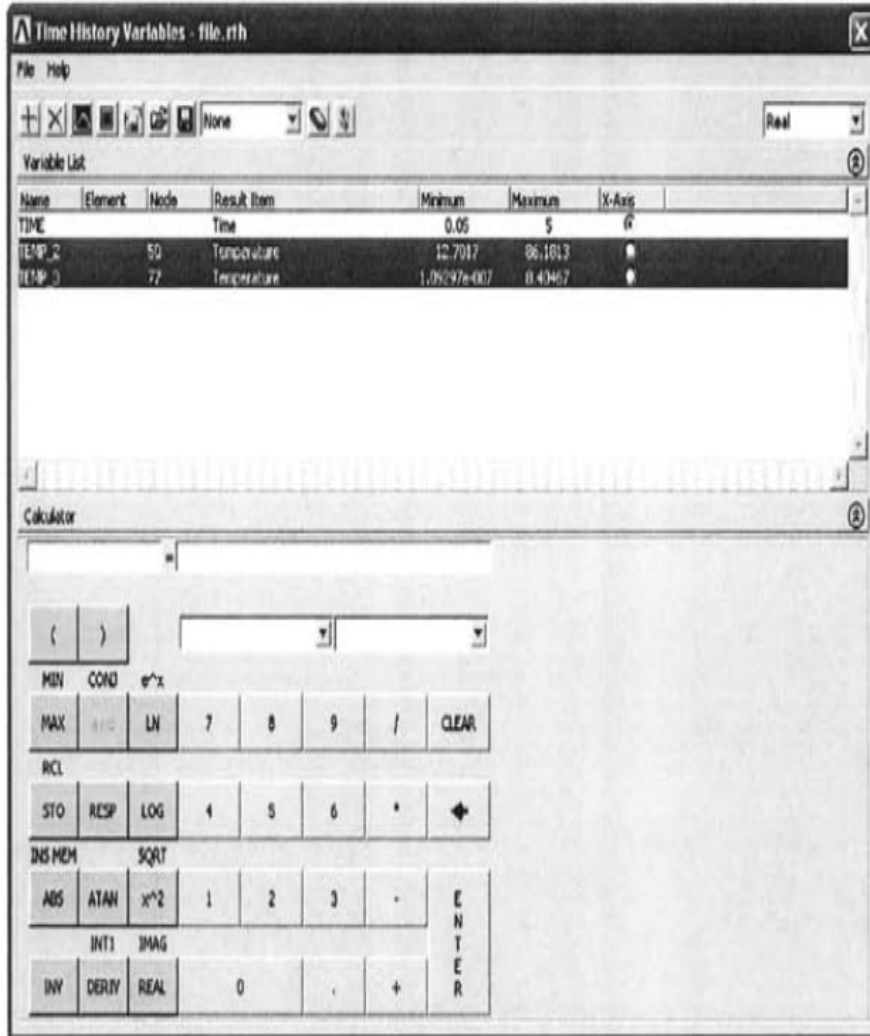 Time History Variables - file.rth
File Help
None Real
Variable List
Name Element Node Result Item Minimum Maximum X-Axis
TIME Time 0.05 5
TEMP_2 50 Temperature 12.7017 86.1813
TEMP_3 77 Temperature 1.09297e-007 8.40467
Calculator
=
( )
MIN CONJ e^x
MAX LN 7 8 9 / CLEAR
RCL
STO RESP LOG 4 5 6 *
INS MEM SQRT
ABS ATAN x^2 1 2 3 -
INT1 IMAG
INV DERIV REAL 0 . +
ENTER